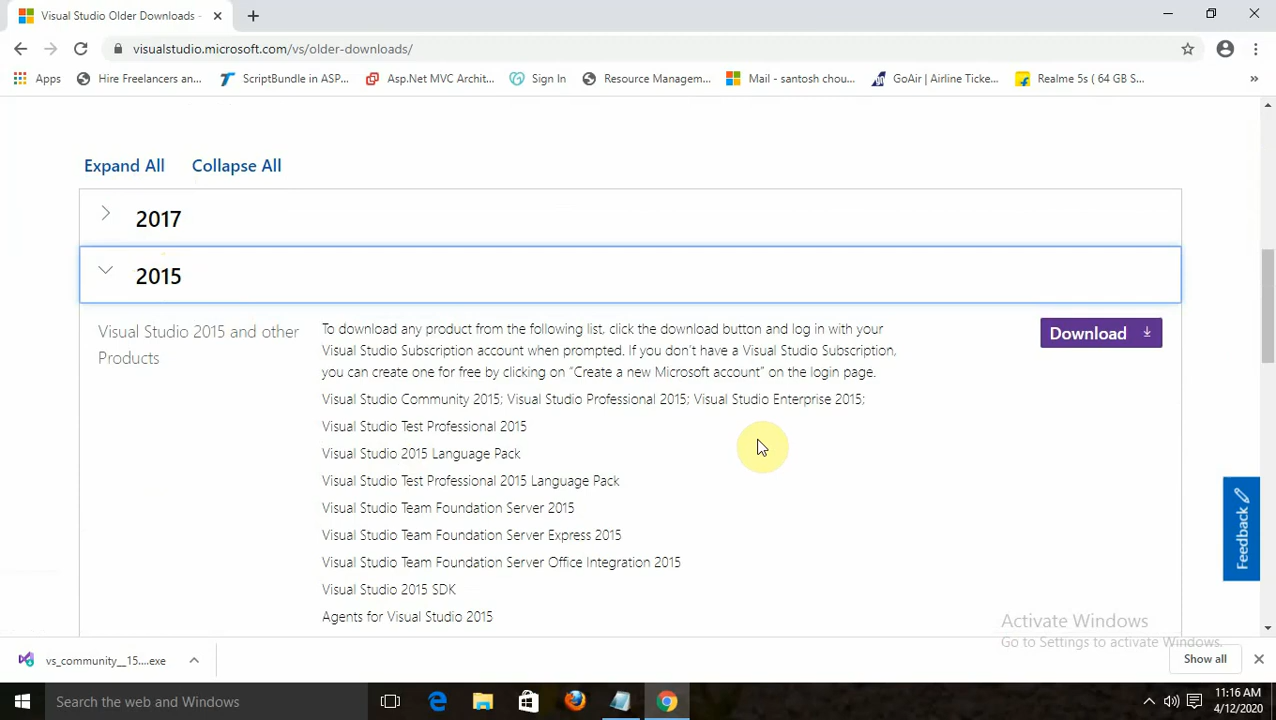 Visual Studio Older Downloads -
visualstudio.microsoft.com/vs/older-downloads/
Apps
Hire Freelancers an...
ScriptBundle in ASP...
Asp.Net MVC Archit...
Sign In
Resource Managem...
Mail - santosh chou...
GoAir | Airline Ticke...
Realme 5s ( 64 GB S...
»
Expand All
Collapse All
2017
2015
Visual Studio 2015 and other
Products
To download any product from the following list, click the download button and log in with your
Visual Studio Subscription account when prompted. If you don't have a Visual Studio Subscription,
you can create one for free by clicking on "Create a new Microsoft account" on the login page.
Visual Studio Community 2015; Visual Studio Professional 2015; Visual Studio Enterprise 2015;
Visual Studio Test Professional 2015
Visual Studio 2015 Language Pack
Visual Studio Test Professional 2015 Language Pack
Visual Studio Team Foundation Server 2015
Visual Studio Team Foundation Server Express 2015
Visual Studio Team Foundation Server Office Integration 2015
Visual Studio 2015 SDK
Agents for Visual Studio 2015
Download
Feedback
Activate Windows
Go to Settings to activate Windows.
vs_community__15....exe
Show all
Search the web and Windows
11:16 AM
4/12/2020